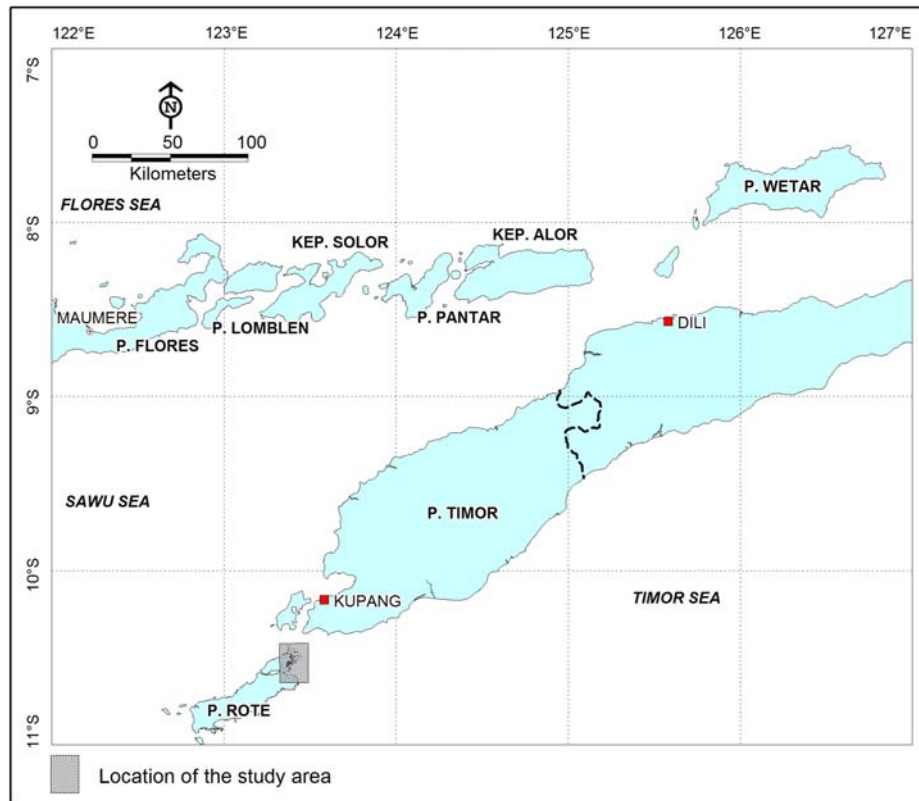 122°E 123°E 124°E 125°E 126°E 127°E
7°S
N
0 50 100
Kilometers
P. WETAR
FLORES SEA
8°S
KEP. SOLOR
KEP. ALOR
MAUMERE
P. LOMBLEN
P. PANTAR
DILI
P. FLORES
9°S
SAWU SEA
P. TIMOR
10°S
KUPANG
TIMOR SEA
P. ROTE
11°S
Location of the study area